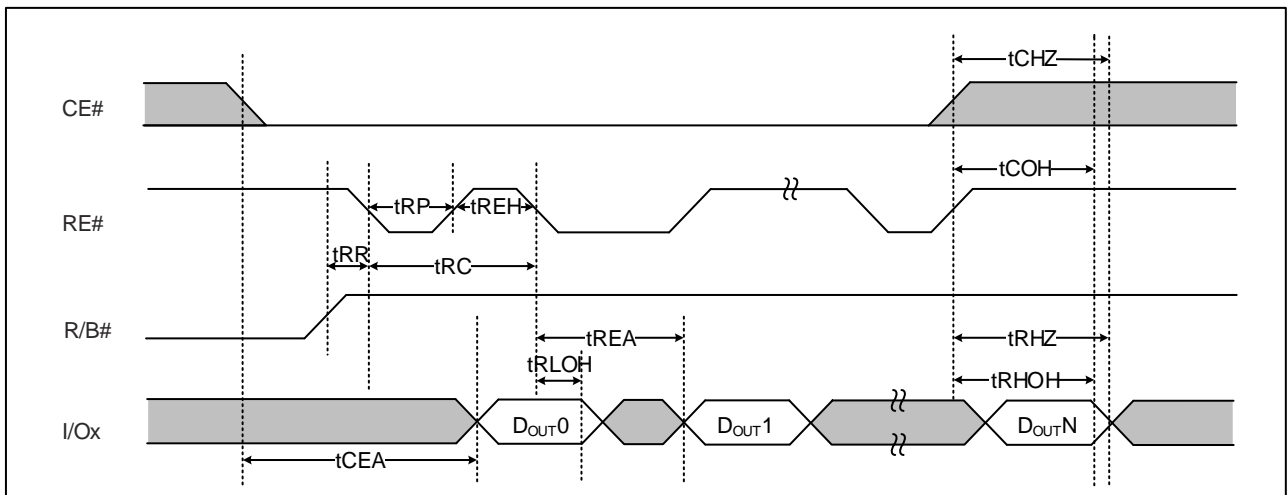 tCHZ
CE#
tCOH
RE#
tRP
tREH
tRR
tRC
R/B#
tREA
tRHZ
tRLOH
tRHOH
I/Ox
DOUT0
DOUT1
DOUTN
tCEA